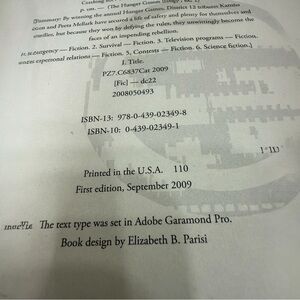 Catching
p. cm. — (The Hunger Games
Summary: By winning the annual Hunger Games, District 12 tributes Katniss
and Peeta Mellark have secured a life of safety and plenty for themselves and
families, but because they won by defying the rules, they unwittingly become the
faces of an impending rebellion.
Fiction. 2. Survival — Fiction. 3. Television programs — Fiction.
personal relations — Fiction. 5. Contests — Fiction. 6. Science fiction.]
I. Title.
PZ7.C6837Cat 2009
[Fic] — dc22
2008050493
ISBN-13: 978-0-439-02349-8
ISBN-10: 0-439-02349-1
Printed in the U.S.A. 110
First edition, September 2009
The text type was set in Adobe Garamond Pro.
Book design by Elizabeth B. Parisi